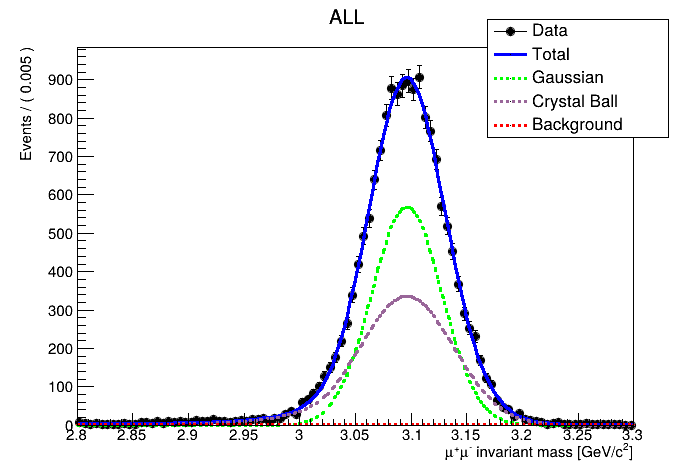 ALL
Data
Total
Gaussian
Crystal Ball
Background
Events / ( 0.005 )
900
800
700
600
500
400
300
200
100
0
2.8 2.85 2.9 2.95 3 3.05 3.1 3.15 3.2 3.25 3.3
μ⁺μ⁻ invariant mass [GeV/c²]